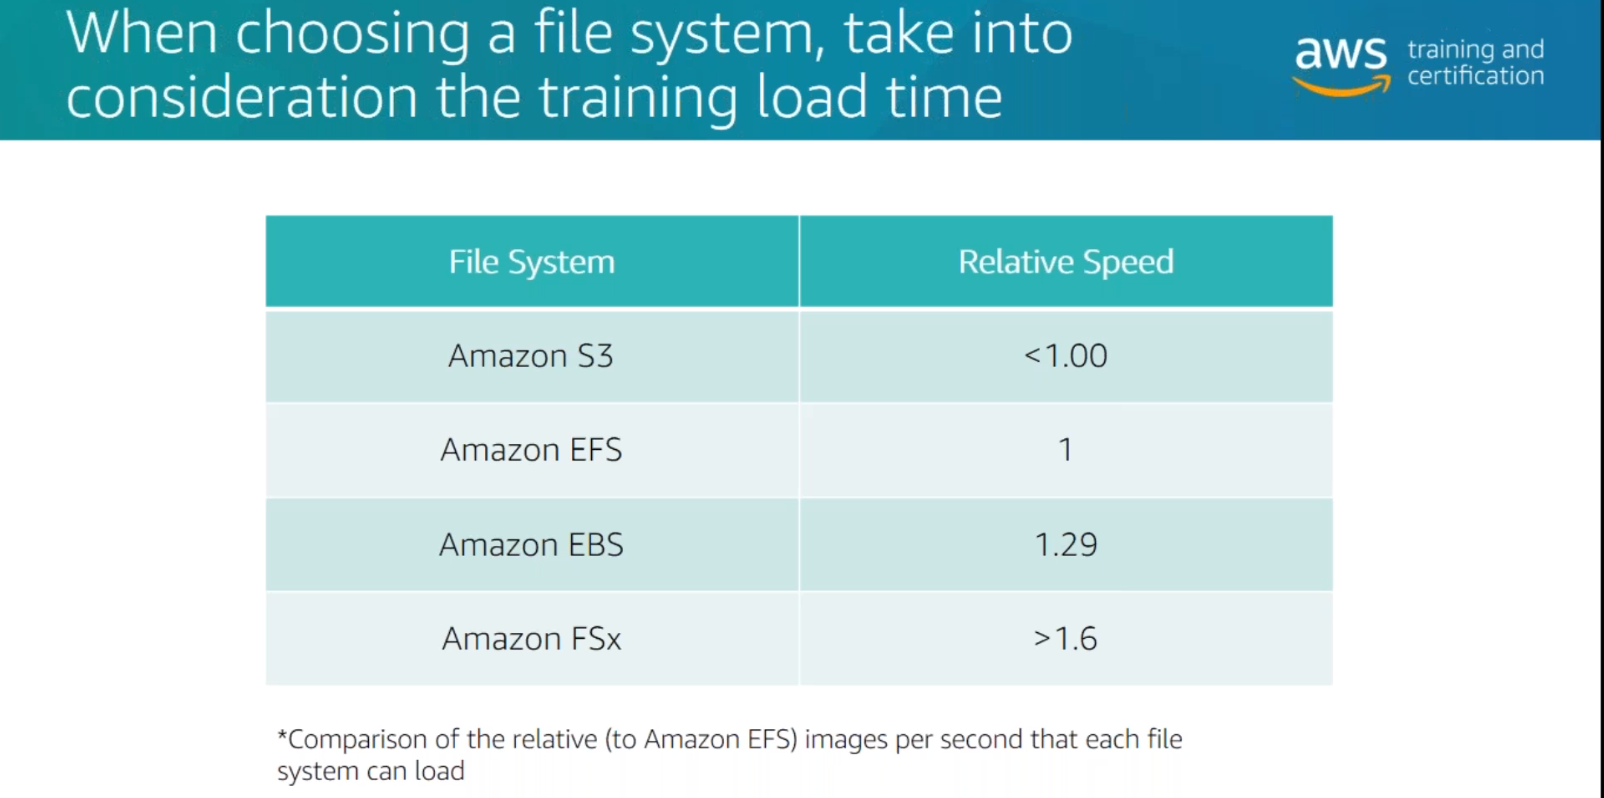 When choosing a file system, take into
consideration the training load time
aws training and
certification
File System Relative Speed
Amazon S3 <1.00
Amazon EFS 1
Amazon EBS 1.29
Amazon FSx >1.6
*Comparison of the relative (to Amazon EFS) images per second that each file
system can load